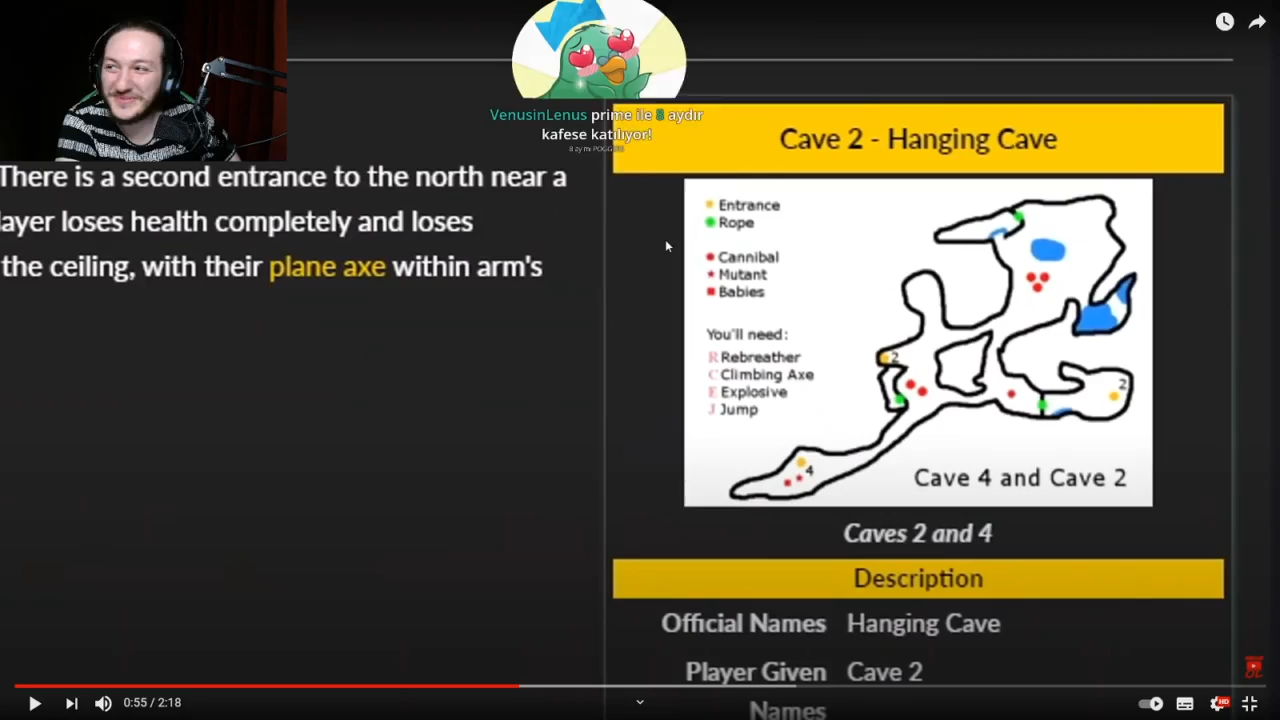 VenusinLenus prime ile 8 aydır
kafese katılıyor!
There is a second entrance to the north near a
layer loses health completely and loses
the ceiling, with their plane axe within arm's
Cave 2 - Hanging Cave
Entrance
Rope
Cannibal
Mutant
Babies
You'll need:
R Rebreather
C Climbing Axe
E Explosive
J Jump
2
2
4
Cave 4 and Cave 2
Caves 2 and 4
Description
Official Names Hanging Cave
Player Given Cave 2
Names
0:55 / 2:18
HD